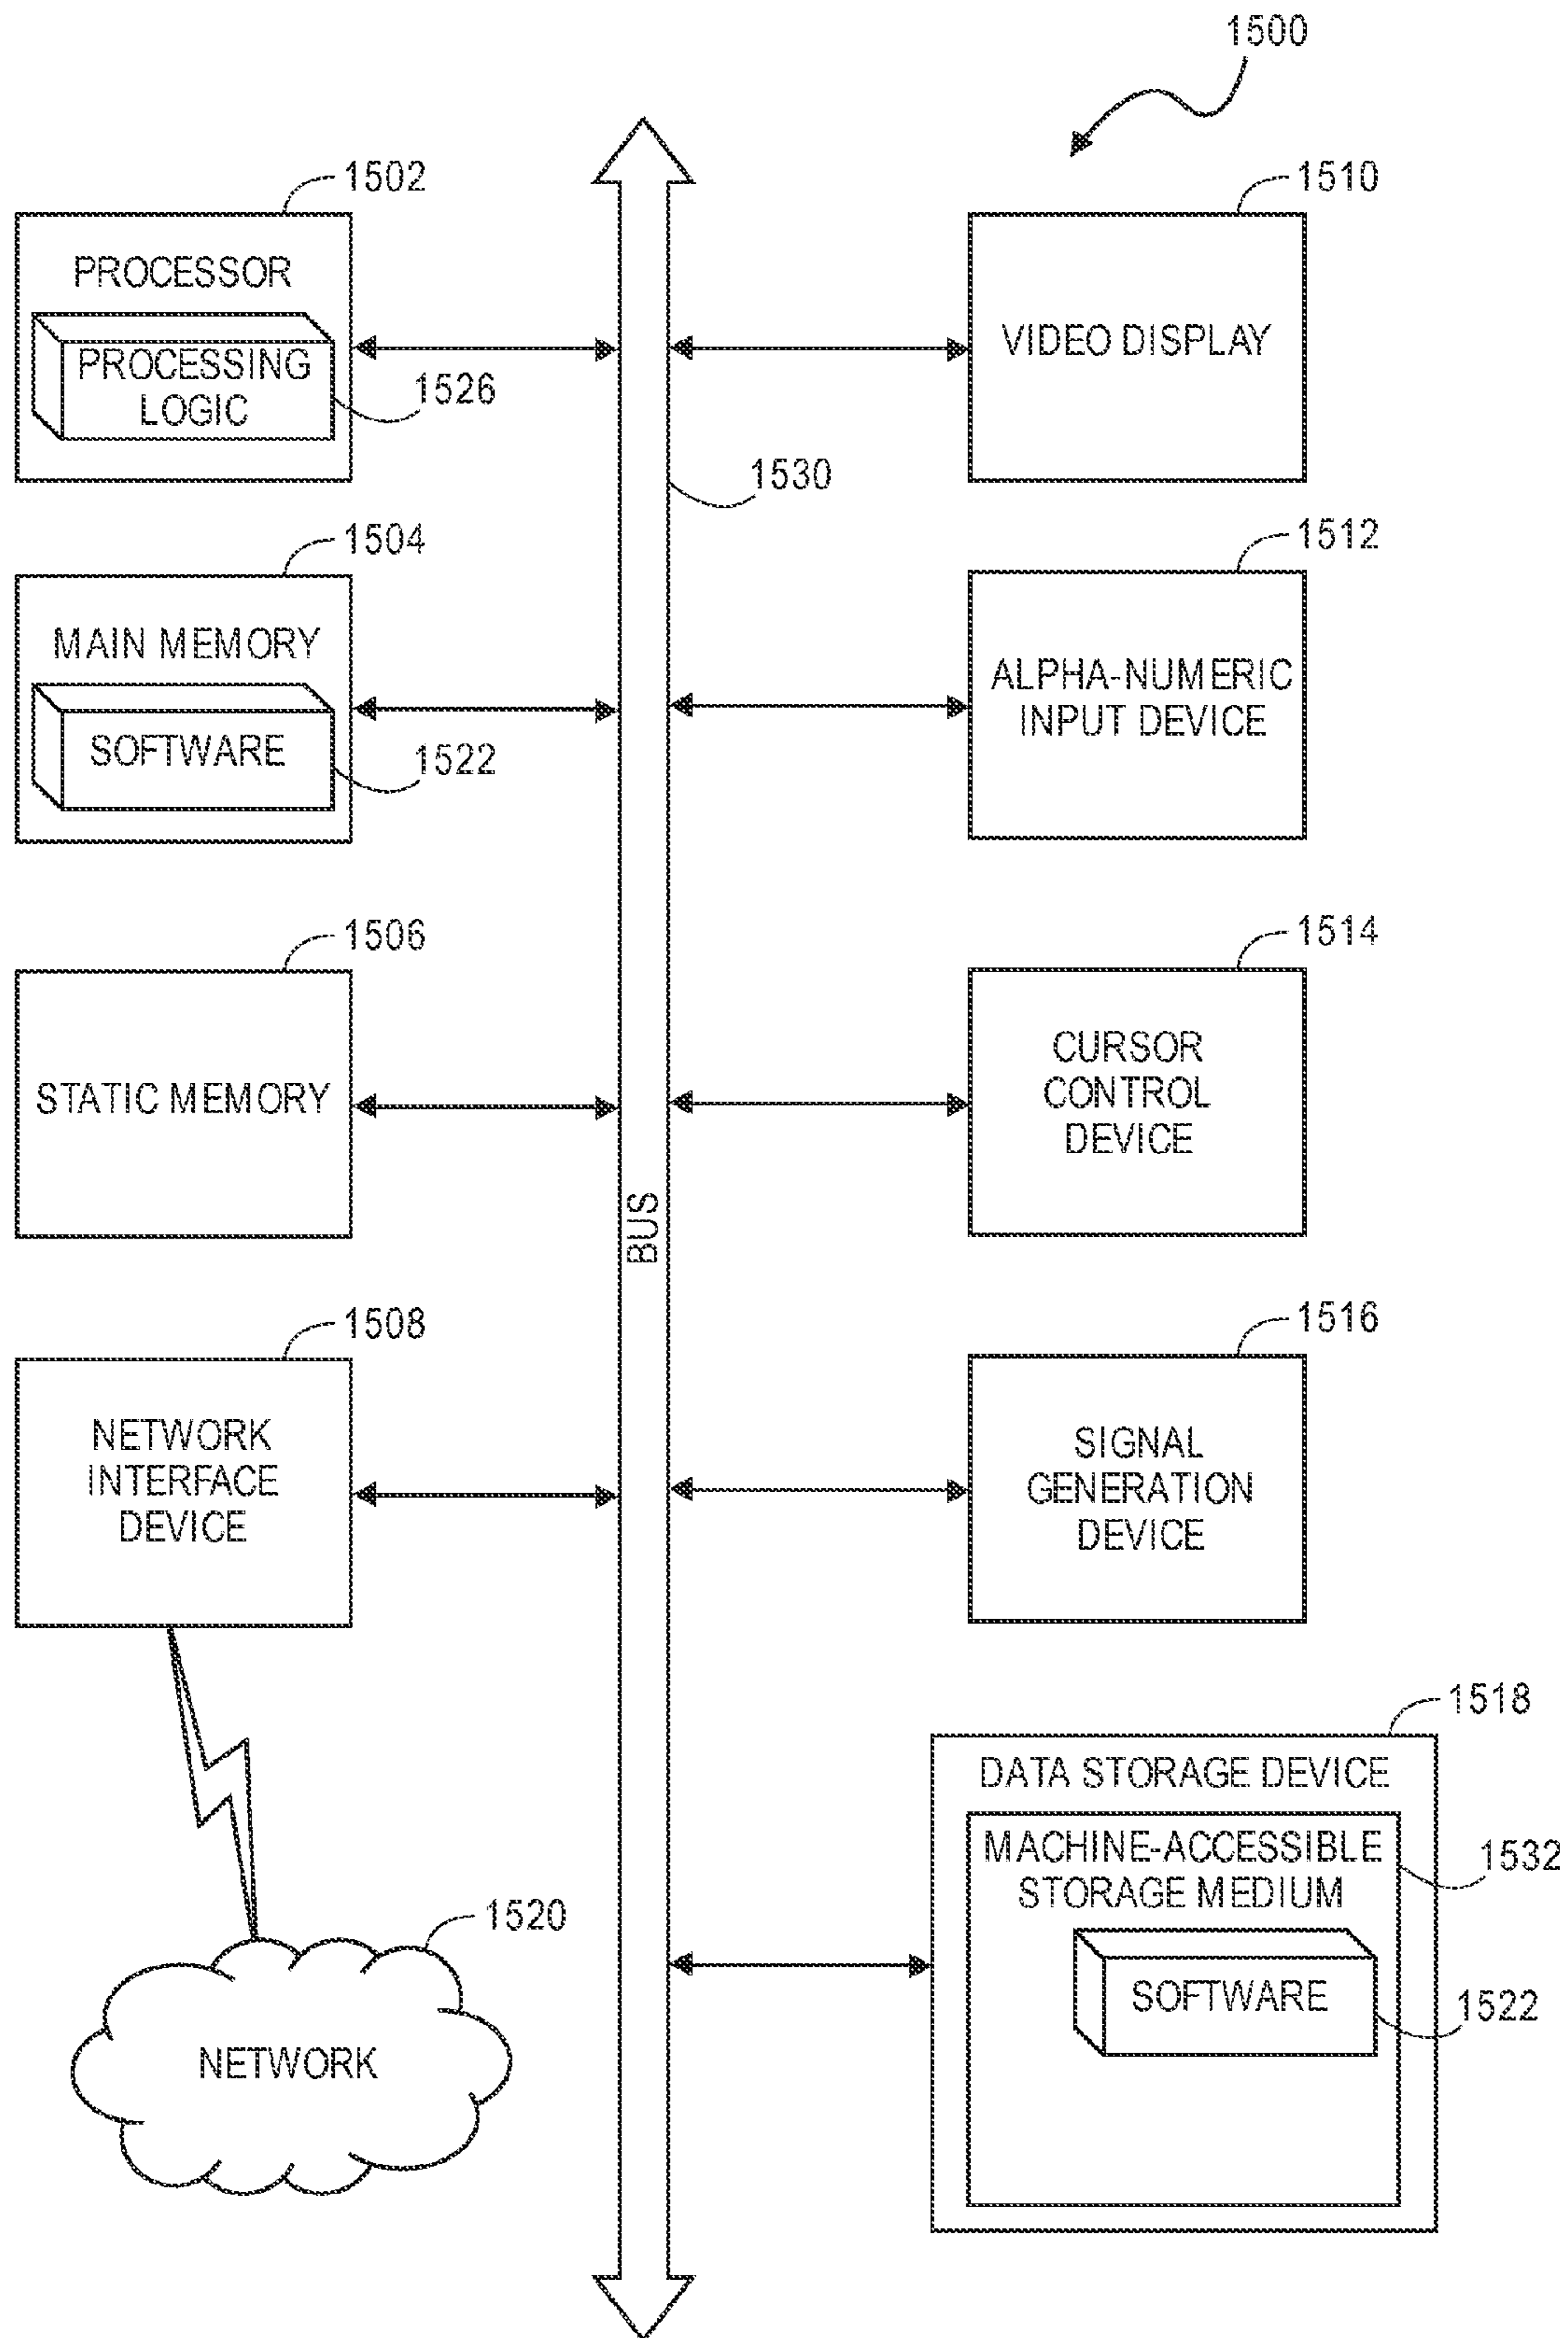 1500
1502
PROCESSOR
PROCESSING
LOGIC
1526
1510
VIDEO DISPLAY
1530
1504
MAIN MEMORY
SOFTWARE
1522
1512
ALPHA-NUMERIC
INPUT DEVICE
1506
STATIC MEMORY
1514
CURSOR
CONTROL
DEVICE
BUS
1508
NETWORK
INTERFACE
DEVICE
1516
SIGNAL
GENERATION
DEVICE
1518
DATA STORAGE DEVICE
MACHINE-ACCESSIBLE
STORAGE MEDIUM
1532
SOFTWARE
1522
1520
NETWORK